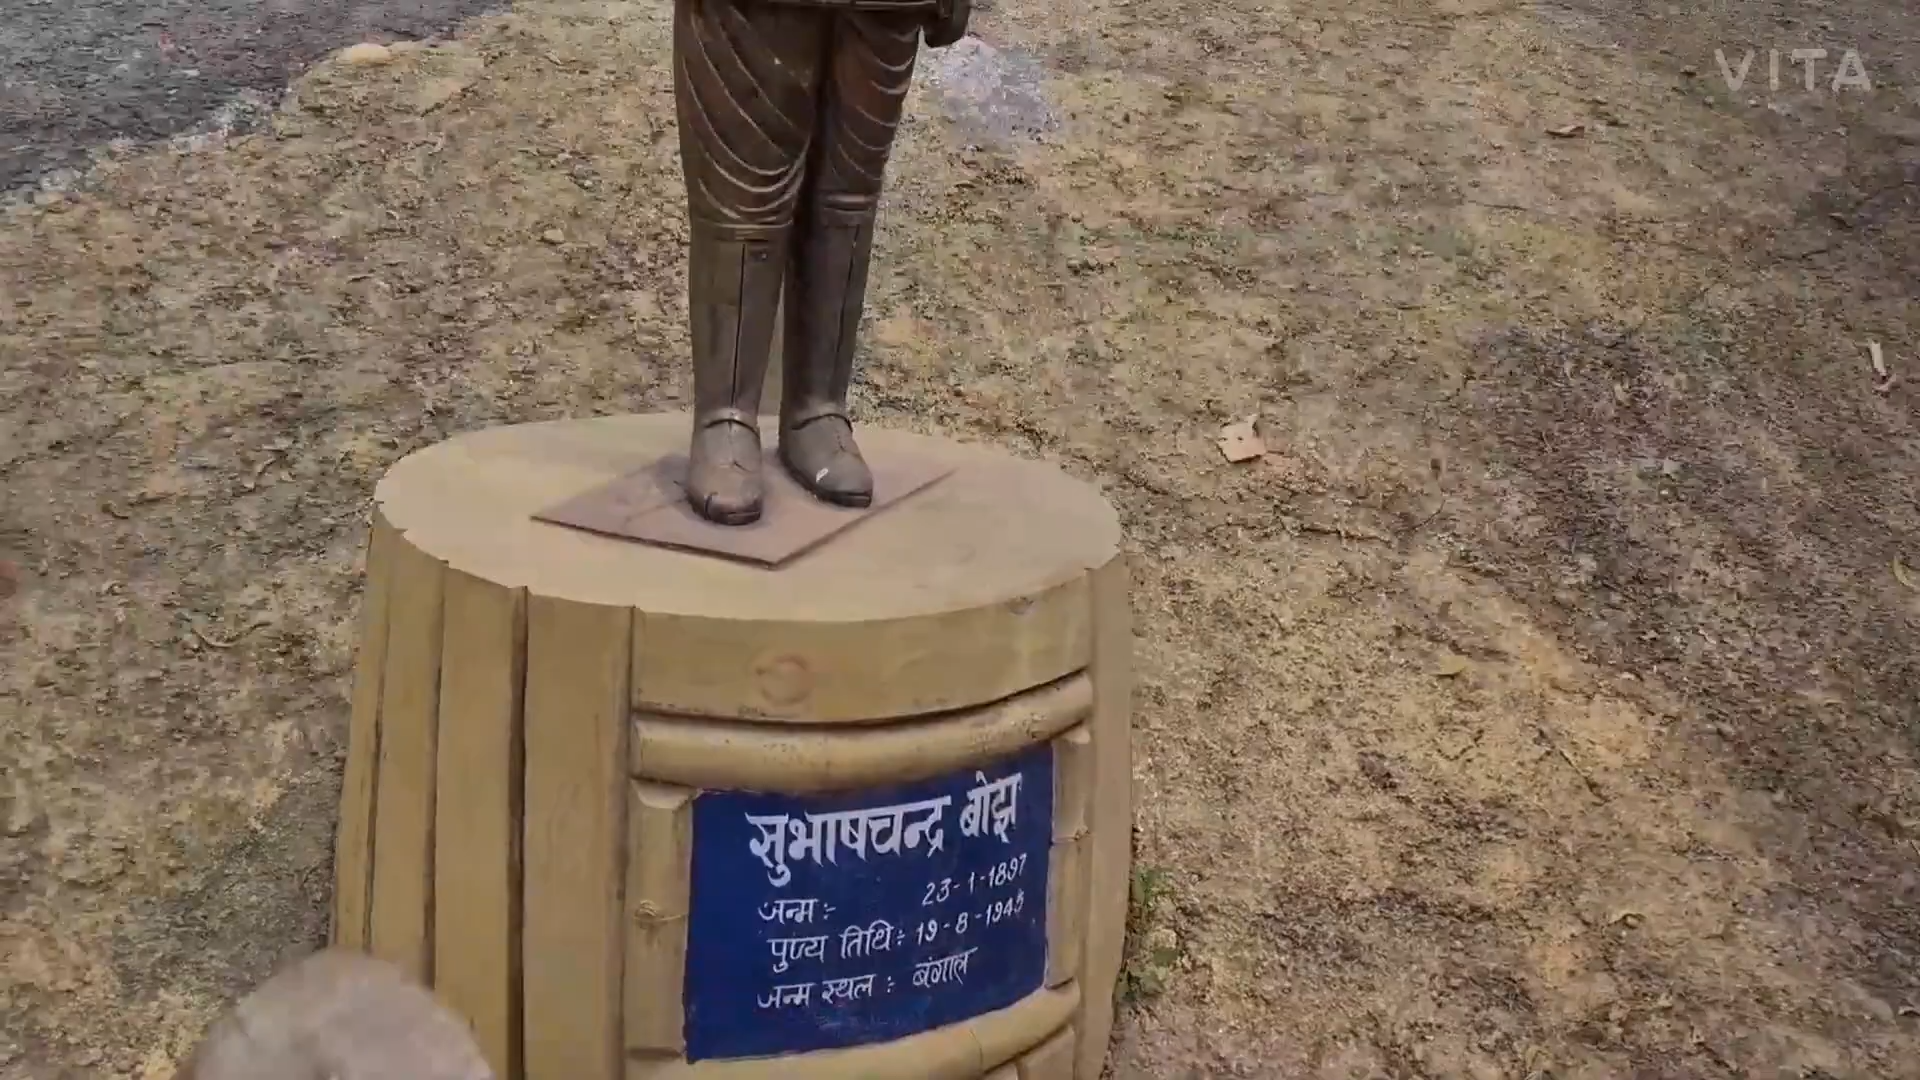 VITA
सुभाषचन्द्र बोझ
जन्म :- 23-1-1897
पुण्य तिथि :- 19-8-1945
जन्म स्थल : बंगाल